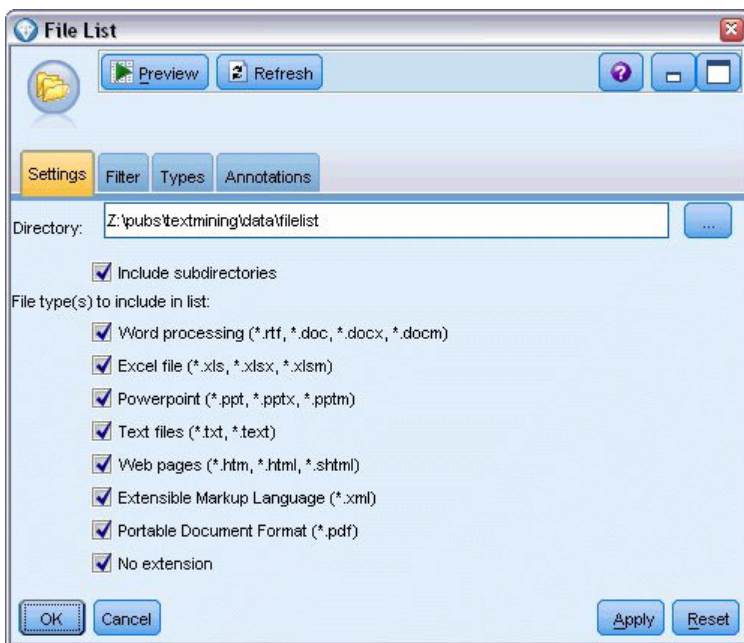 File List
Preview Refresh
Settings Filter Types Annotations
Directory: Z:\pubs\textmining\data\filelist ...
Include subdirectories
File type(s) to include in list:
Word processing (*.rtf, *.doc, *.docx, *.docm)
Excel file (*.xls, *.xlsx, *.xlsm)
Powerpoint (*.ppt, *.pptx, *.pptm)
Text files (*.txt, *.text)
Web pages (*.htm, *.html, *.shtml)
Extensible Markup Language (*.xml)
Portable Document Format (*.pdf)
No extension
OK Cancel Apply Reset